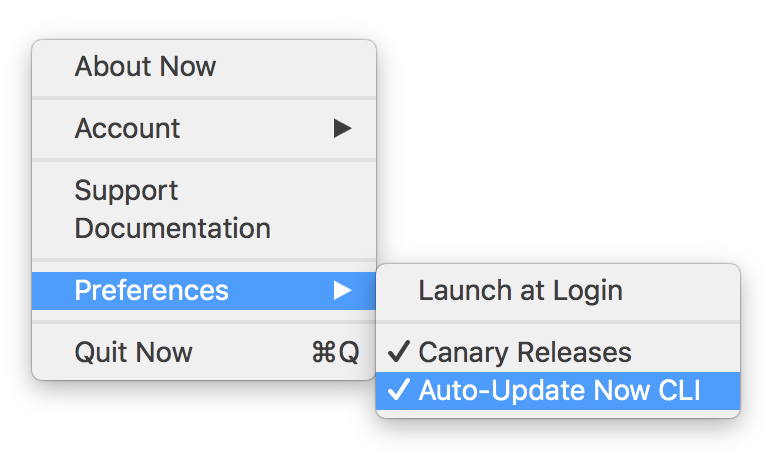 About Now
Account ▶
Support
Documentation
Preferences ▶
Quit Now ⌘Q
Launch at Login
✓ Canary Releases
✓ Auto-Update Now CLI